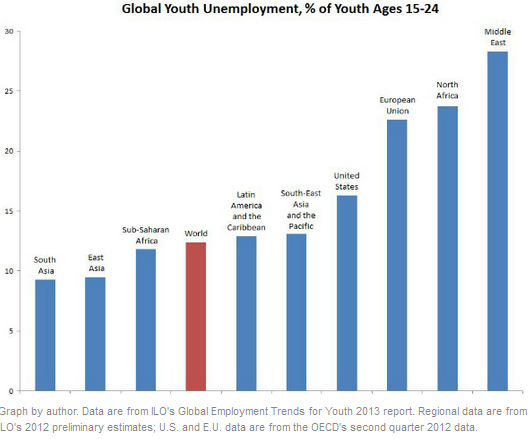 Global Youth Unemployment, % of Youth Ages 15-24
30
25
20
15
10
5
0
South
Asia
East
Asia
Sub-Saharan
Africa
World
Latin
America
and the
Caribbean
South-East
Asia
and the
Pacific
United
States
European
Union
North
Africa
Middle
East
Graph by author. Data are from ILO's Global Employment Trends for Youth 2013 report. Regional data are from
LO's 2012 preliminary estimates; U.S. and E.U. data are from the OECD's second quarter 2012 data.